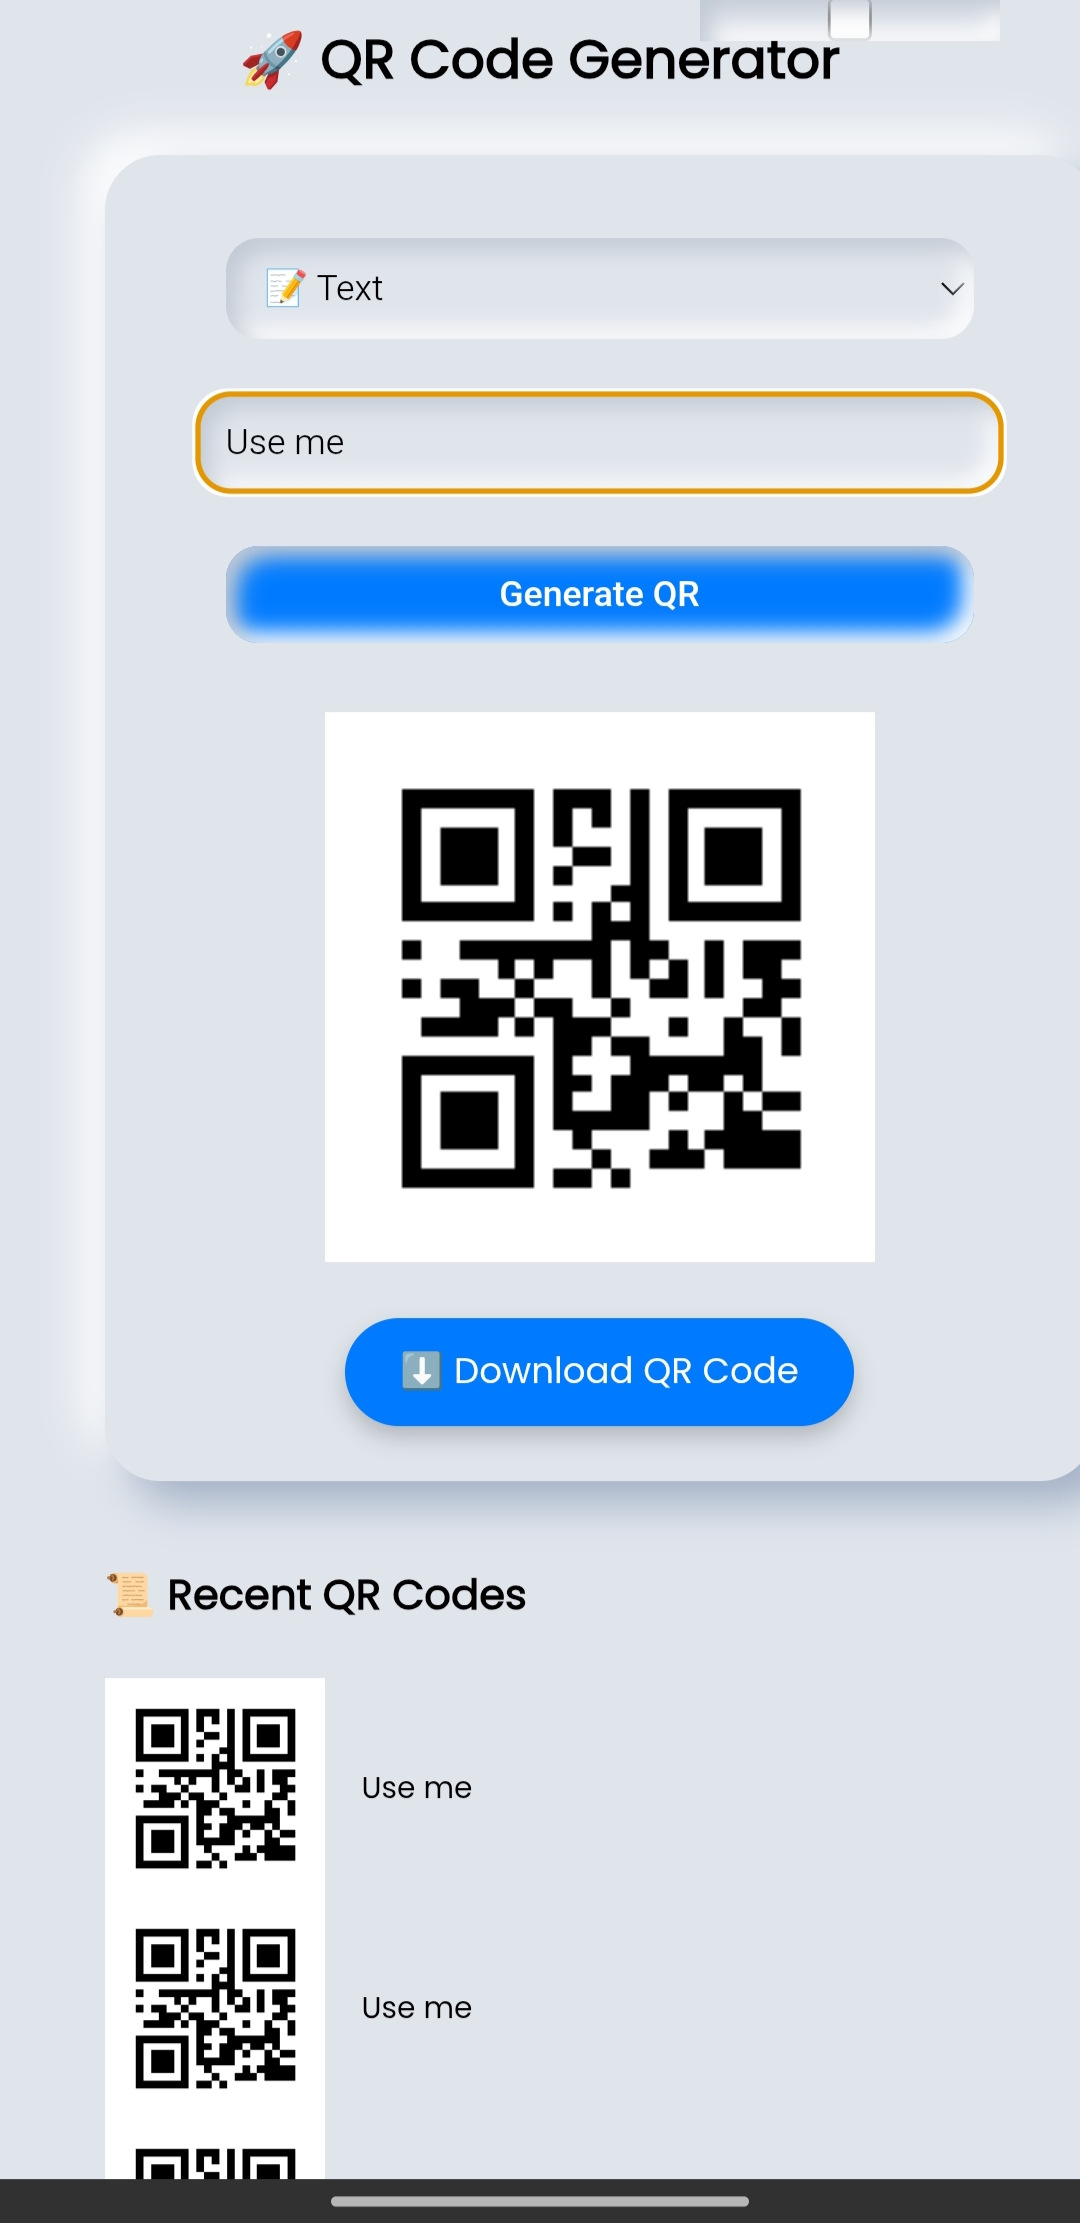 🚀 QR Code Generator
📝 Text
Use me
Generate QR
⬇️ Download QR Code
📜 Recent QR Codes
Use me
Use me